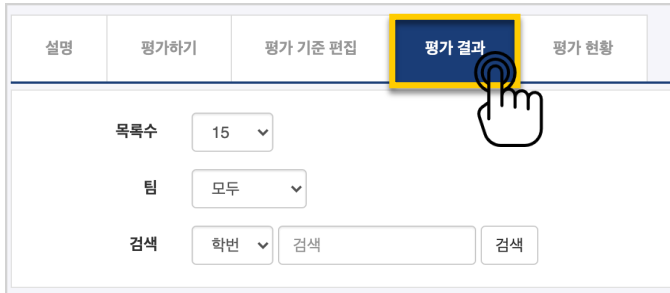 설명 평가하기 평가 기준 편집 평가 결과 평가 현황
목록수 15
팀 모두
검색 학번 검색 검색